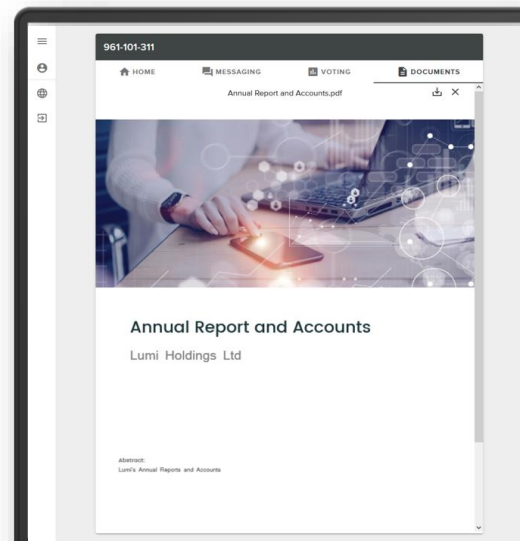 961-101-311
HOME MESSAGING VOTING DOCUMENTS
Annual Report and Accounts.pdf
Annual Report and Accounts
Lumi Holdings Ltd
Abstract:
Lumi's Annual Reports and Accounts